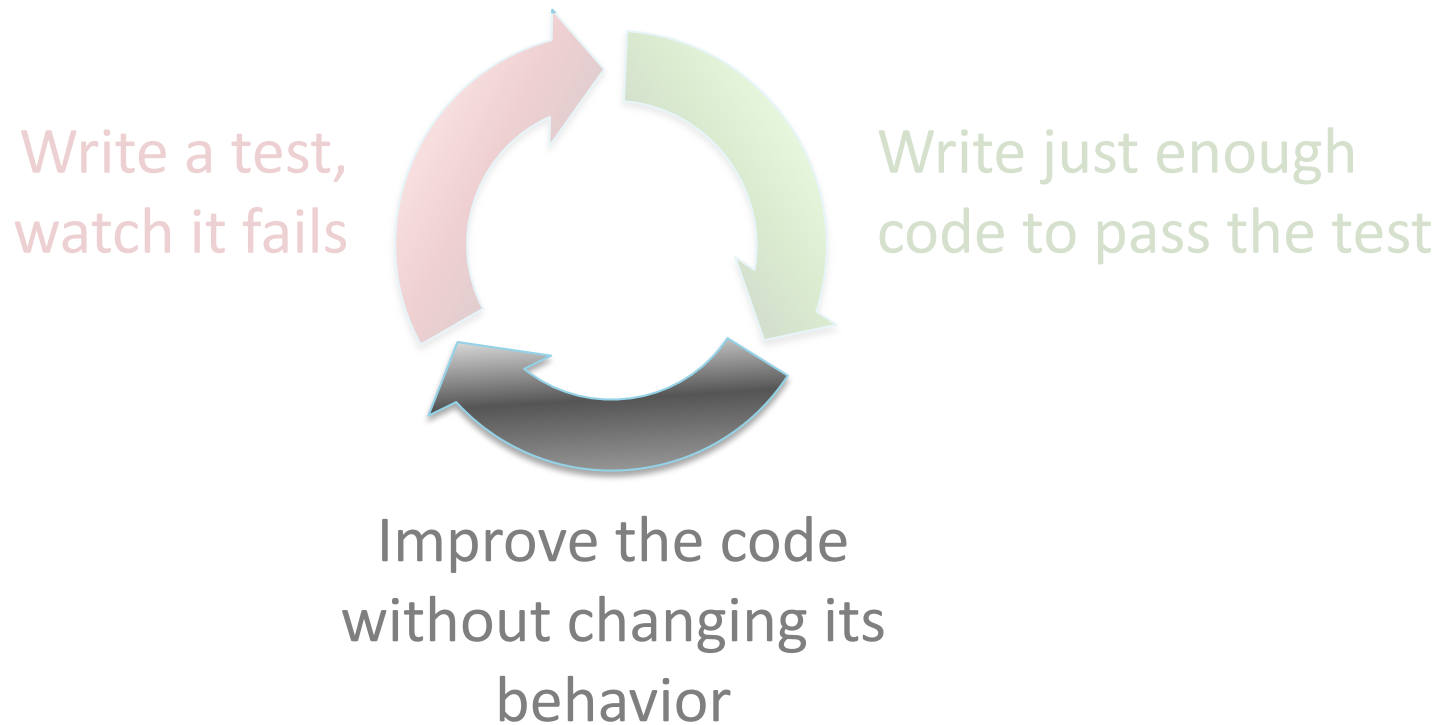 Write a test,
watch it fails
Write just enough
code to pass the test
Improve the code
without changing its
behavior